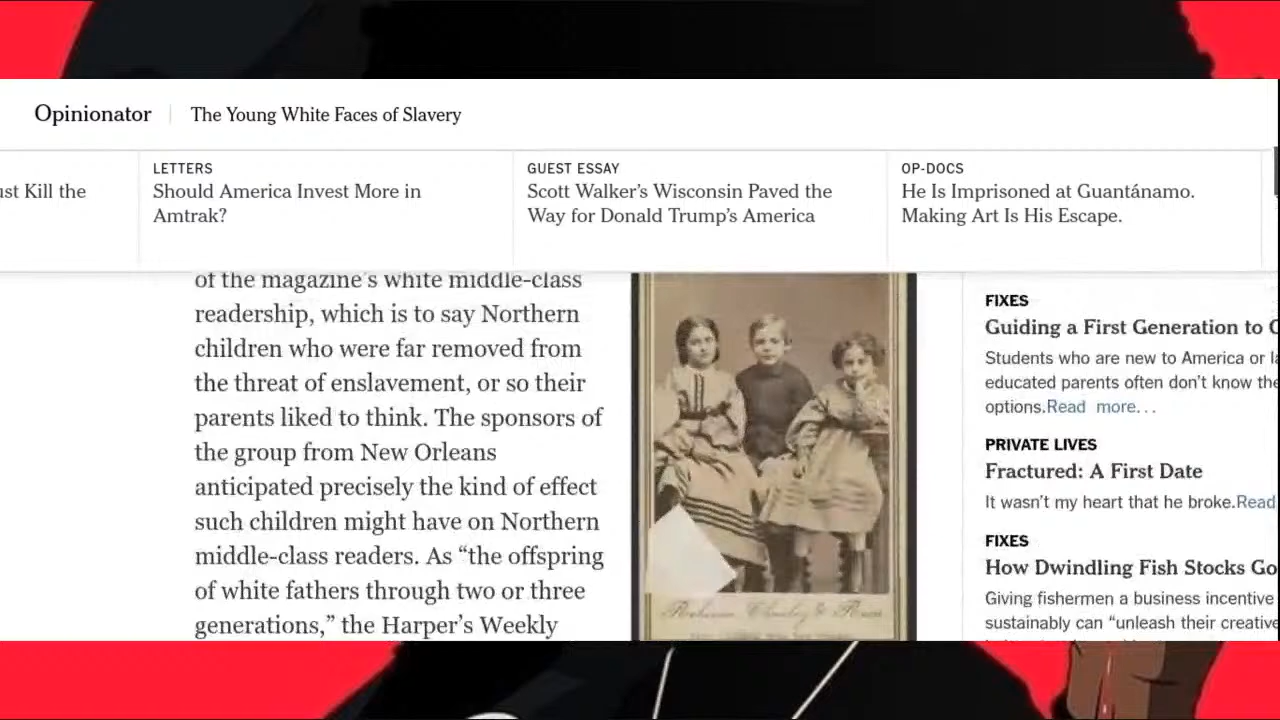 Opinionator
The Young White Faces of Slavery
ust Kill the
LETTERS
Should America Invest More in
Amtrak?
GUEST ESSAY
Scott Walker’s Wisconsin Paved the
Way for Donald Trump’s America
OP-DOCS
He Is Imprisoned at Guantánamo.
Making Art Is His Escape.
of the magazine’s white middle-class
readership, which is to say Northern
children who were far removed from
the threat of enslavement, or so their
parents liked to think. The sponsors of
the group from New Orleans
anticipated precisely the kind of effect
such children might have on Northern
middle-class readers. As “the offspring
of white fathers through two or three
generations,” the Harper’s Weekly
FIXES
Guiding a First Generation to C
Students who are new to America or la
educated parents often don’t know the
options.Read more...
PRIVATE LIVES
Fractured: A First Date
It wasn’t my heart that he broke.Read
FIXES
How Dwindling Fish Stocks Go
Giving fishermen a business incentive
sustainably can “unleash their creative